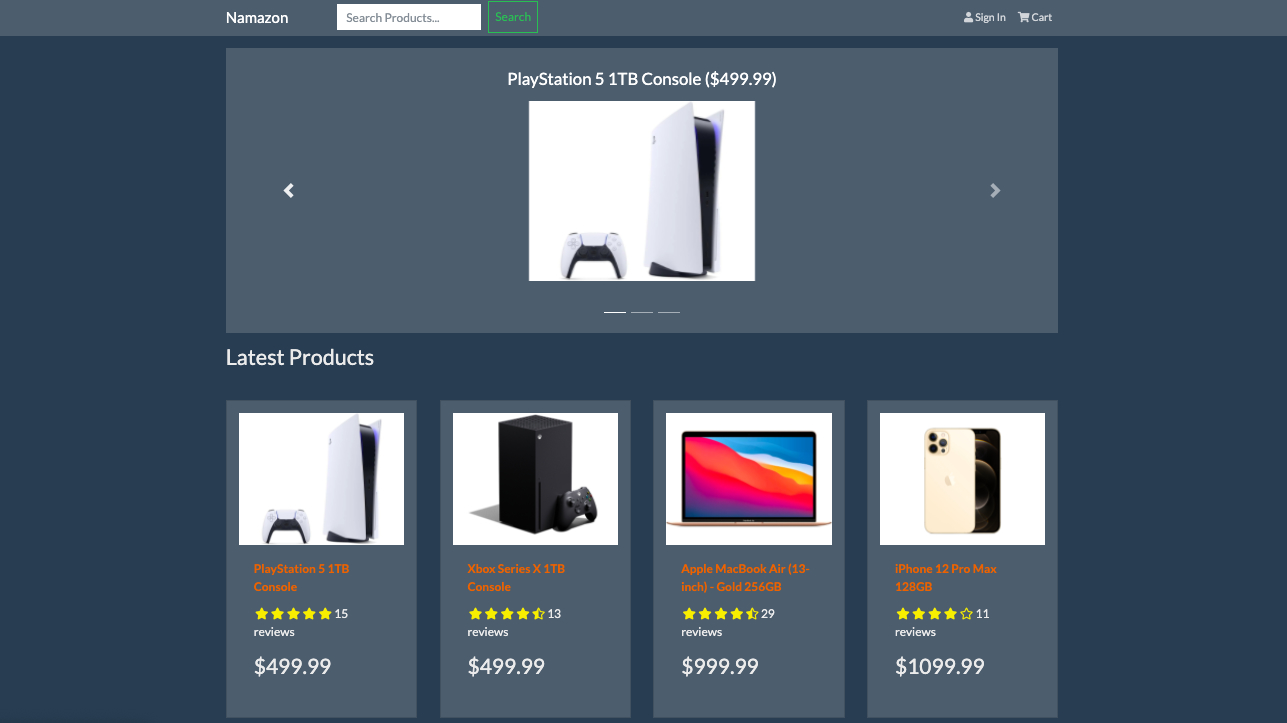 Namazon
Search Products...
Search
Sign In
Cart
PlayStation 5 1TB Console ($499.99)
Latest Products
PlayStation 5 1TB
Console
15
reviews
$499.99
Xbox Series X 1TB
Console
13
reviews
$499.99
Apple MacBook Air (13-
inch) - Gold 256GB
29
reviews
$999.99
iPhone 12 Pro Max
128GB
11
reviews
$1099.99